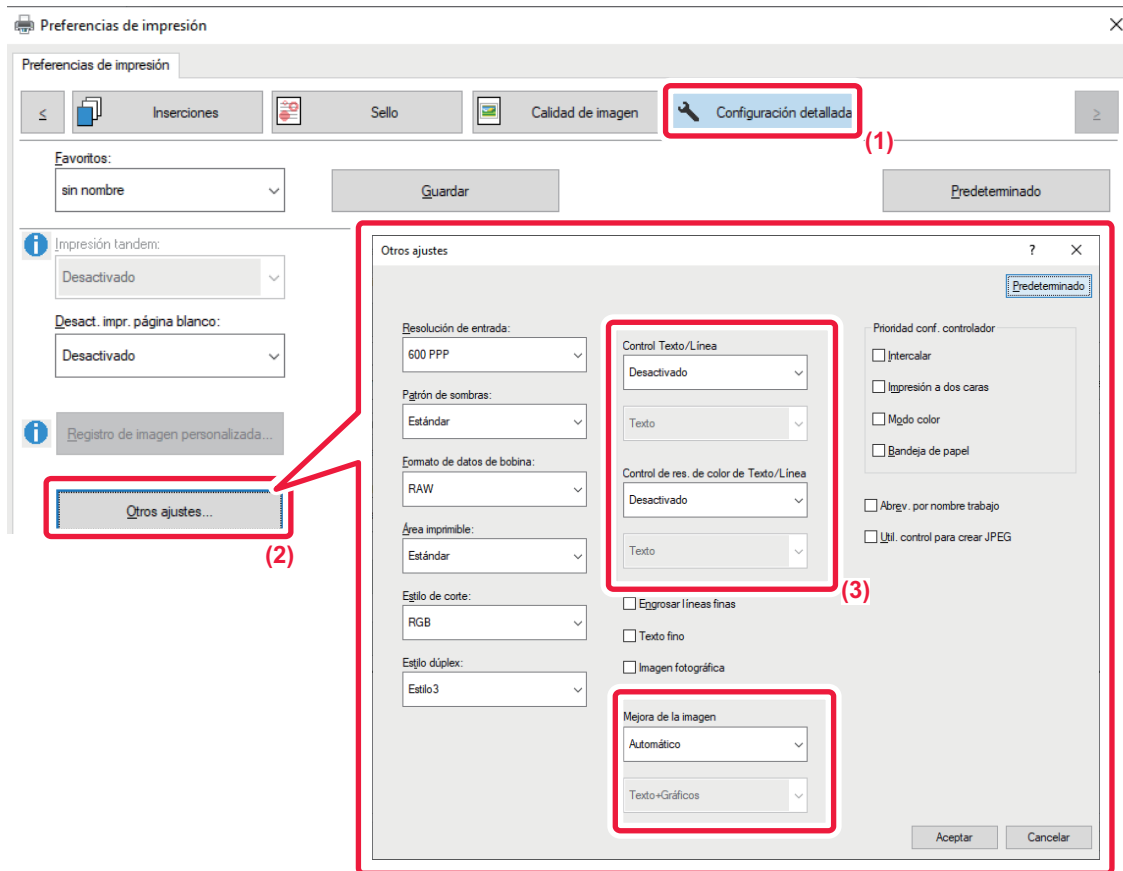 Preferencias de impresión
Preferencias de impresión
<
Inserciones
Sello
Calidad de imagen
Configuración detallada
>
(1)
Favoritos:
sin nombre
Guardar
Predeterminado
Impresión tandem:
Desactivado
Desact. impr. página blanco:
Desactivado
Registro de imagen personalizada...
Otros ajustes...
(2)
Otros ajustes
?
Predeterminado
Resolución de entrada:
600 PPP
Patrón de sombras:
Estándar
Formato de datos de bobina:
RAW
Área imprimible:
Estándar
Estilo de corte:
RGB
Estilo dúplex:
Estilo3
Control Texto/Línea
Desactivado
Texto
Control de res. de color de Texto/Línea
Desactivado
Texto
(3)
Engrosar líneas finas
Texto fino
Imagen fotográfica
Mejora de la imagen
Automático
Texto+Gráficos
Prioridad conf. controlador
Intercalar
Impresión a dos caras
Modo color
Bandeja de papel
Abrev. por nombre trabajo
Util. control para crear JPEG
Aceptar
Cancelar